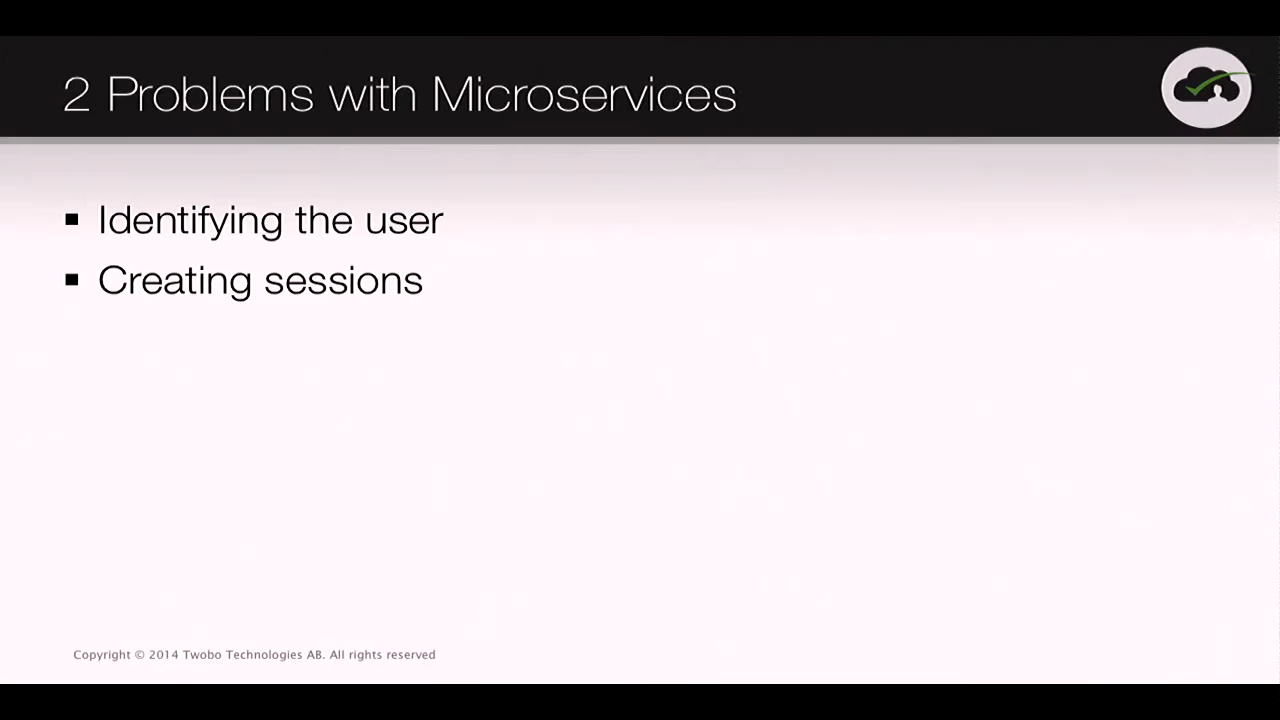 2 Problems with Microservices
▪ Identifying the user
▪ Creating sessions
Copyright © 2014 Twobo Technologies AB. All rights reserved